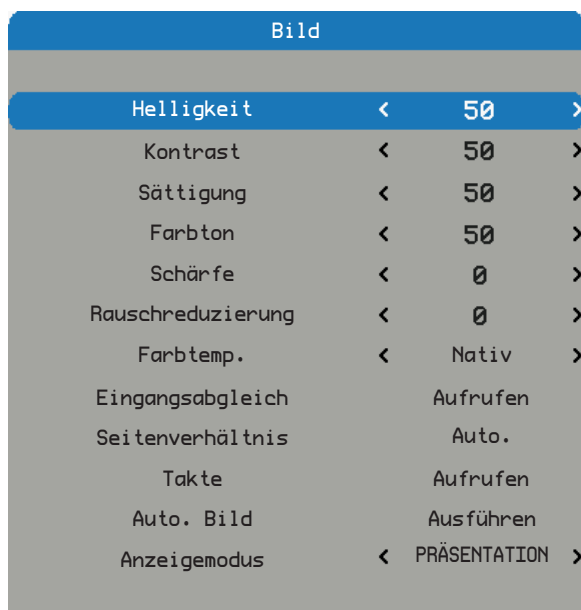 Bild
Helligkeit < 50 >
Kontrast < 50 >
Sättigung < 50 >
Farbton < 50 >
Schärfe < 0 >
Rauschreduzierung < 0 >
Farbtemp. < Nativ >
Eingangsabgleich Aufrufen
Seitenverhältnis Auto.
Takte Aufrufen
Auto. Bild Ausführen
Anzeigemodus < PRÄSENTATION >